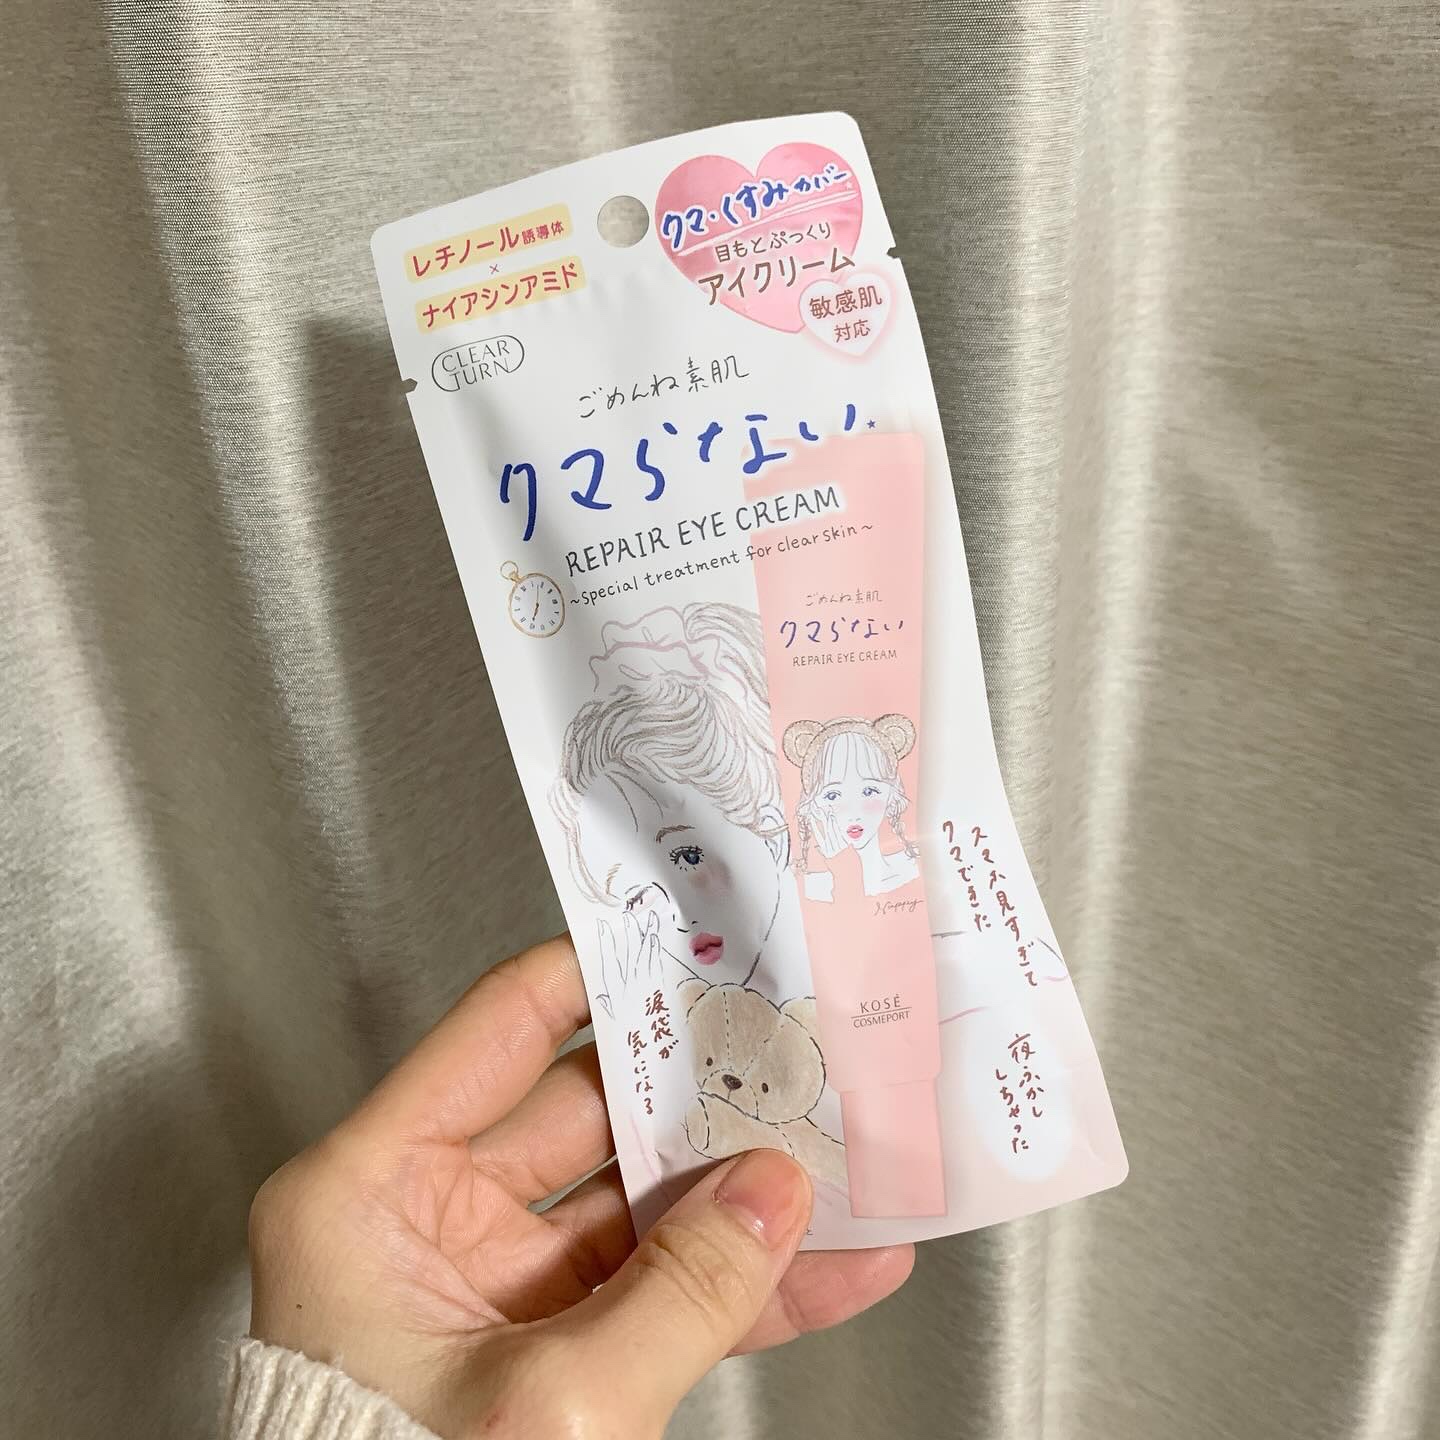 レチノール誘導体
×
ナイアシンアミド
クマ・くすみカバー
目もとぷっくり
アイクリーム
敏感肌
対応
CLEAR
TURN
ごめんね素肌
クマらない
REPAIR EYE CREAM
~special treatment for clear skin~
ごめんね素肌
クマらない
REPAIR EYE CREAM
KOSÉ
COSMEPORT
スマホ見すぎて
クマできた
涙袋が
気になる
夜ふかし
しちゃった